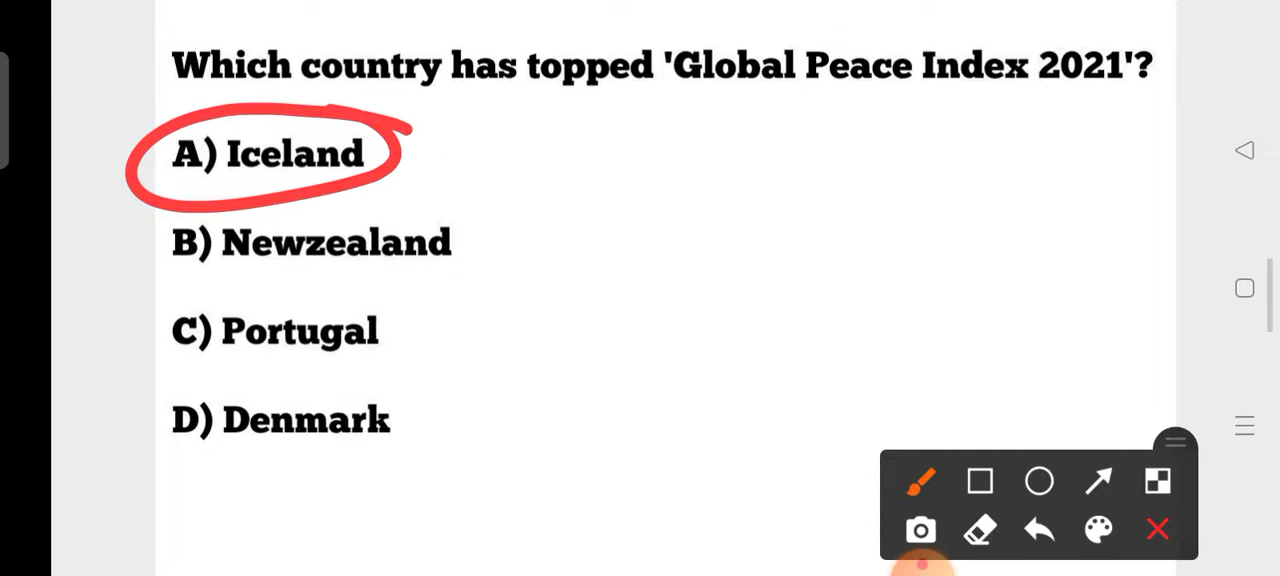 Which country has topped 'Global Peace Index 2021'?
A) Iceland
B) Newzealand
C) Portugal
D) Denmark